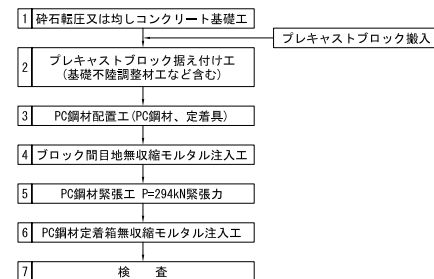 1 砕石転圧又は均しコンクリート基礎工
プレキャストブロック搬入
2 プレキャストブロック据え付け工
(基礎不陸調整材工など含む)
3 PC鋼材配置工(PC鋼材、定着具)
4 ブロック間目地無収縮モルタル注入工
5 PC鋼材緊張工 P=294kN緊張力
6 PC鋼材定着箱無収縮モルタル注入工
7 検 査